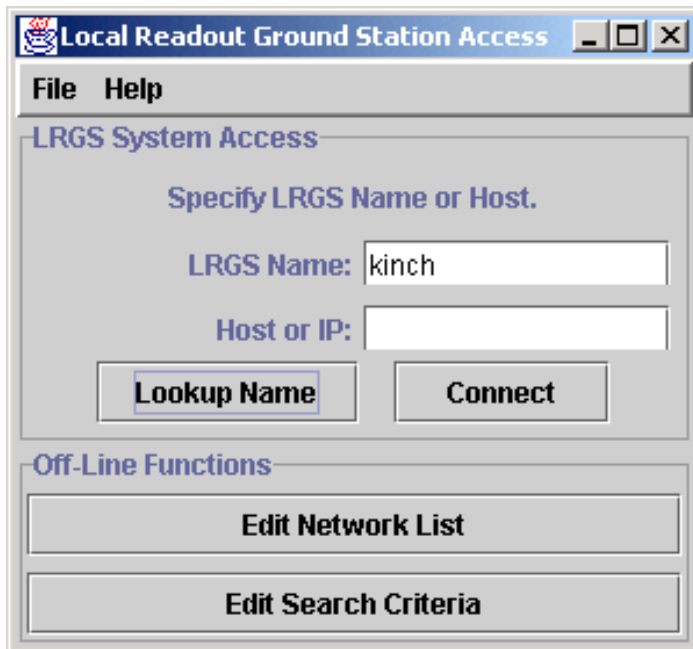 Local Readout Ground Station Access
File Help
LRGS System Access
Specify LRGS Name or Host.
LRGS Name: kinch
Host or IP:
Lookup Name Connect
Off-Line Functions
Edit Network List
Edit Search Criteria